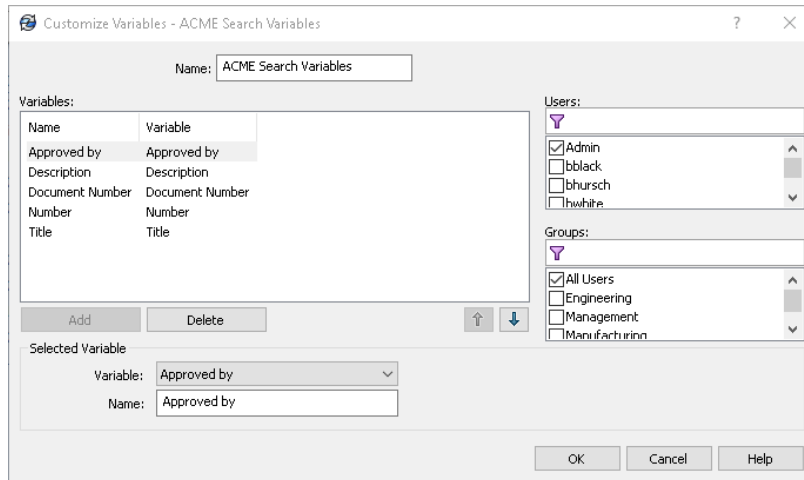 Customize Variables - ACME Search Variables ?
Name: ACME Search Variables
Variables:
Name Variable
Approved by Approved by
Description Description
Document Number Document Number
Number Number
Title Title
Add Delete
Users:
Admin
bblack
bhursch
hwhite
Groups:
All Users
Engineering
Management
Manufacturing
Selected Variable
Variable: Approved by
Name: Approved by
OK Cancel Help